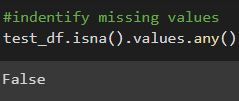 #indentify missing values
test_df.isna().values.any()
False